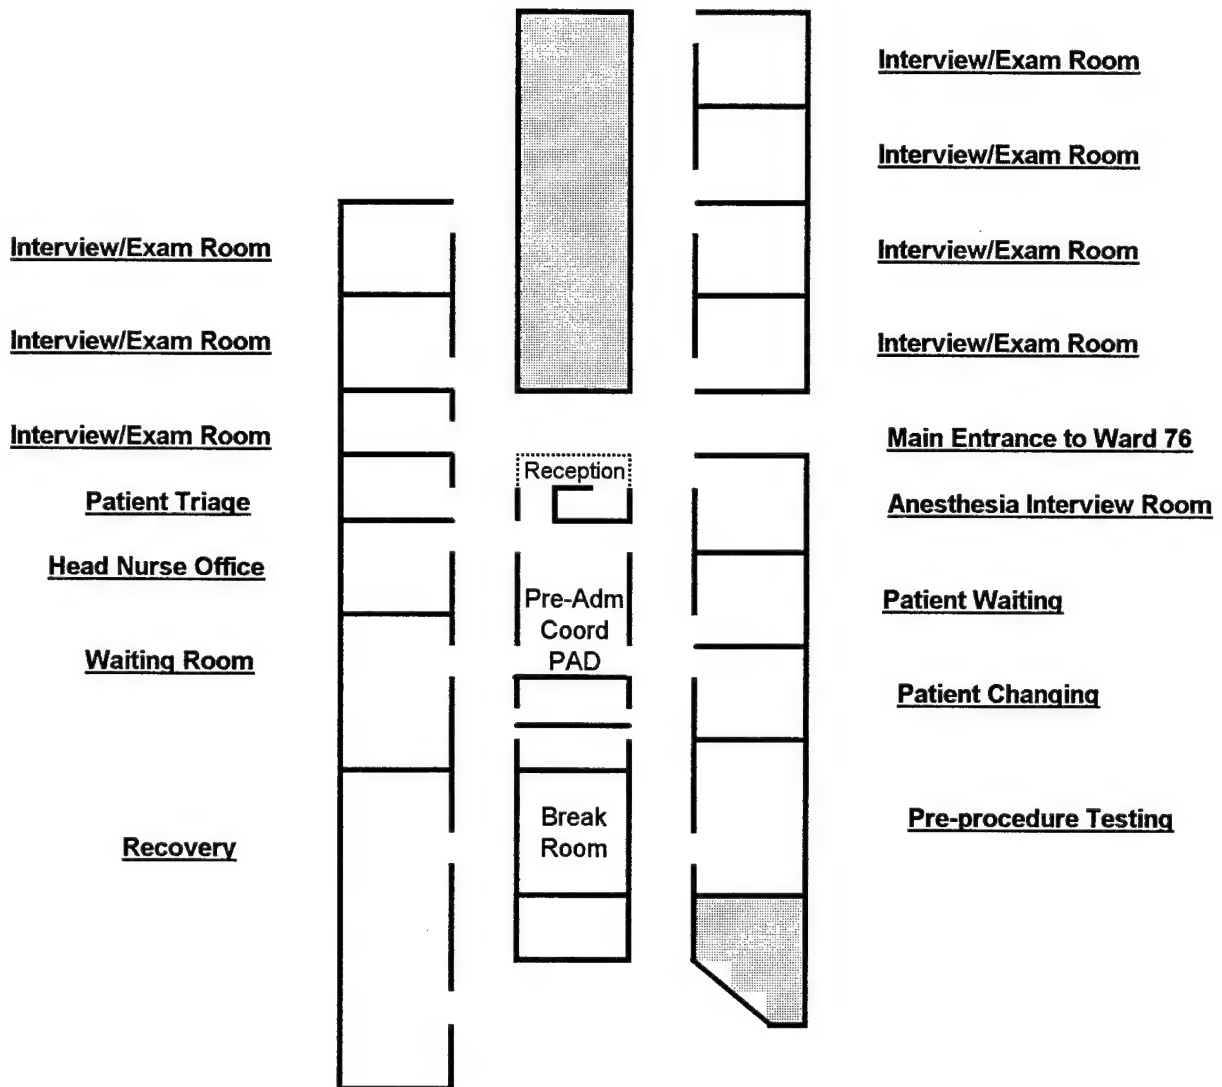 Interview/Exam Room
Interview/Exam Room
Interview/Exam Room
Interview/Exam Room
Interview/Exam Room
Interview/Exam Room
Interview/Exam Room
Main Entrance to Ward 76
Reception
Patient Triage
Anesthesia Interview Room
Head Nurse Office
Pre-Adm
Coord
PAD
Patient Waiting
Waiting Room
Patient Changing
Break
Room
Pre-procedure Testing
Recovery